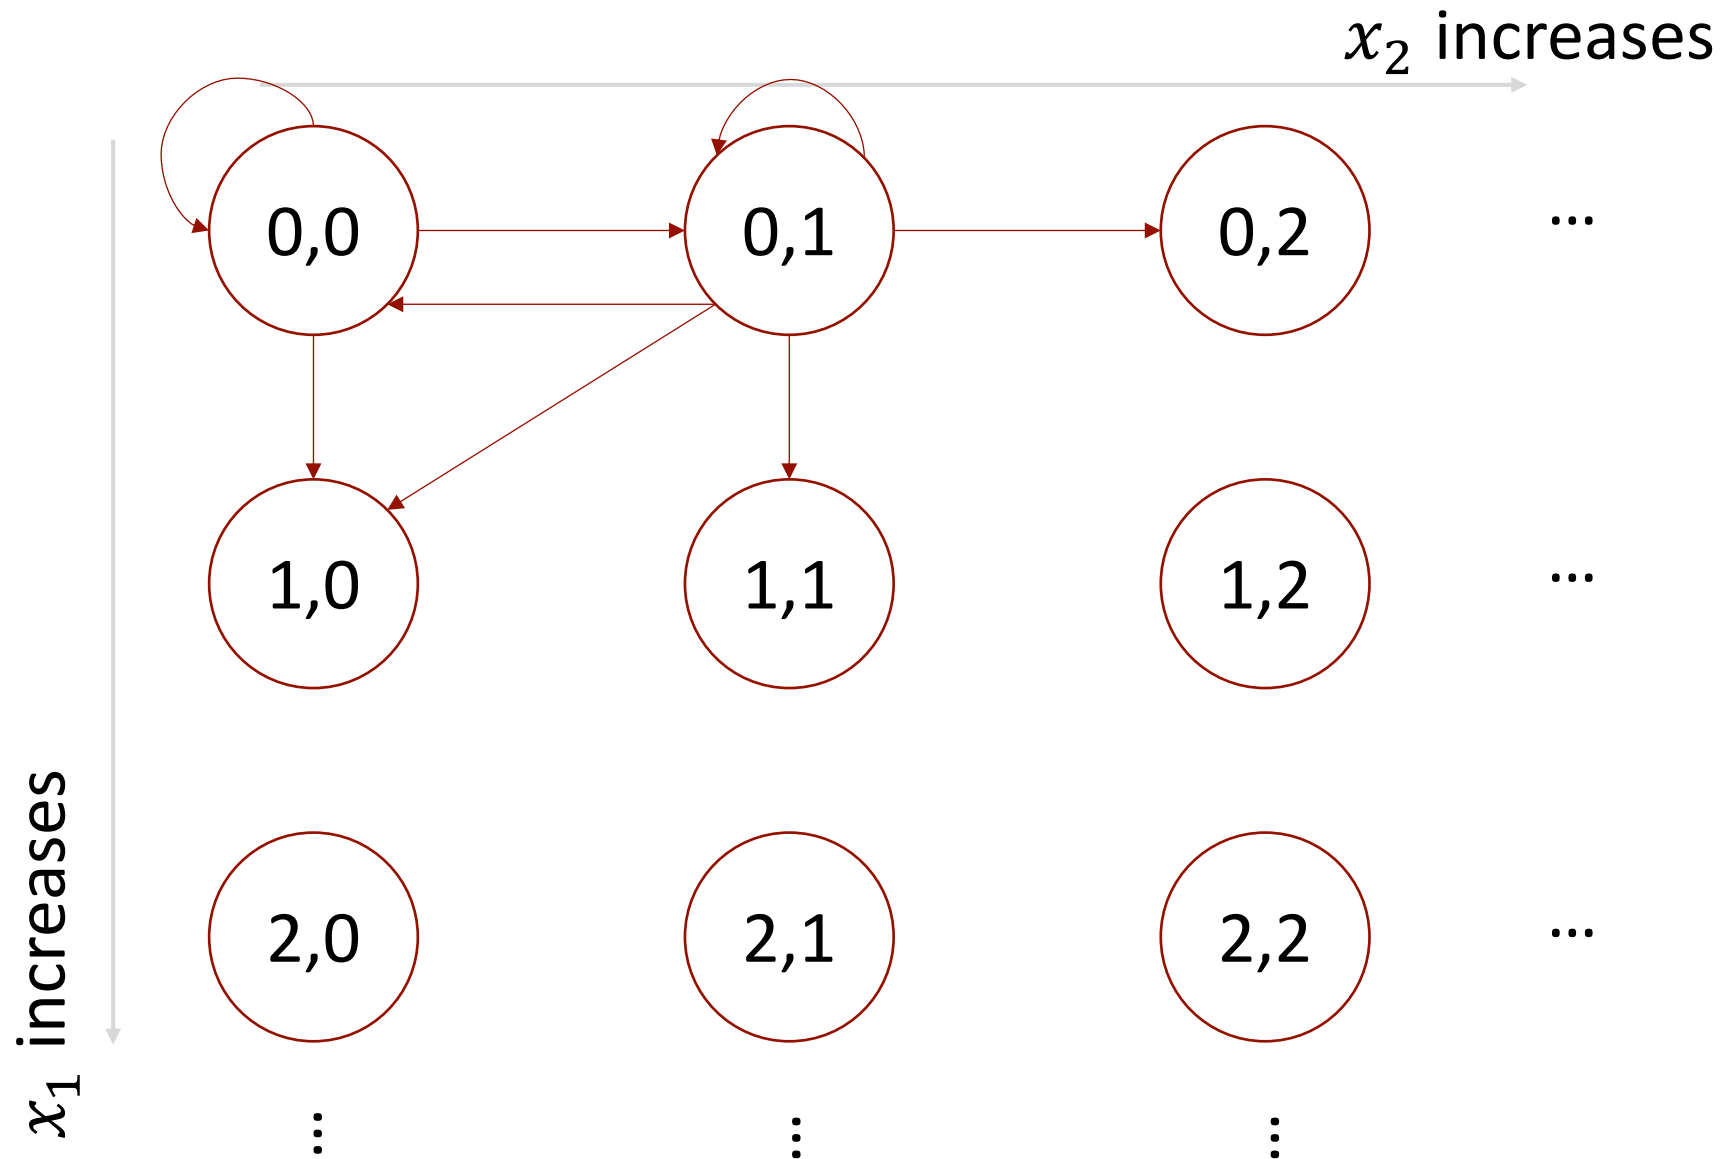 x₂ increases
0,0 0,1 0,2 ...
1,0 1,1 1,2 ...
2,0 2,1 2,2 ...
x₁ increases
... ... ...